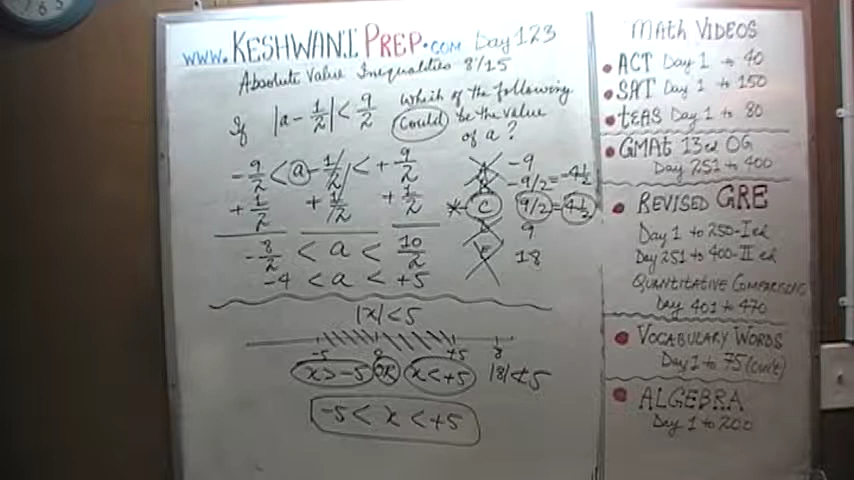 www.KESHWANIPREP.com Day 123
Absolute Value Inequalities 8/15
If |a - 1/2| < 9/2 which of the following
could be the value
of a?
-9/2 < a - 1/2 < +9/2
+1/2 +1/2 +1/2
-8/2 < a < 10/2
-4 < a < +5
A -9
B -9/2 = -4 1/2
* C 9/2 = 4 1/2
D 9
E 18
|x| < 5
-5 0 +5 8
x > -5 OR x < +5 |8| < 5
-5 < x < +5
MATH VIDEOS
ACT Day 1 to 40
SAT Day 1 to 150
tEAS Day 1 to 80
GMAt 13 ed OG
Day 251 to 400
REVISED GRE
Day 1 to 250-I ed
Day 251 to 400-II ed
QUANTITATIVE COMPARISONS
Day 401 to 470
VOCABULARY WORDS
Day 1 to 75 (con't)
ALGEBRA
Day 1 to 200